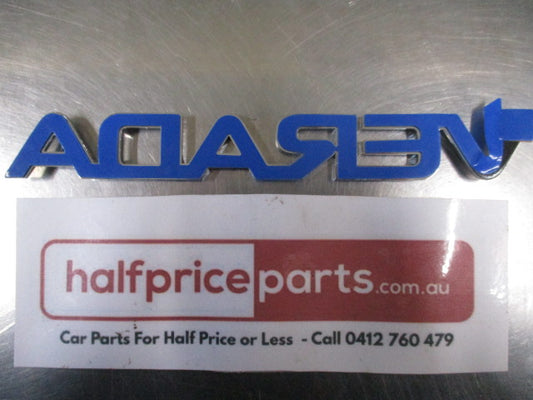 VERADA
halfpriceparts.com.au
Car Parts For Half Price or Less - Call 0412 760 479